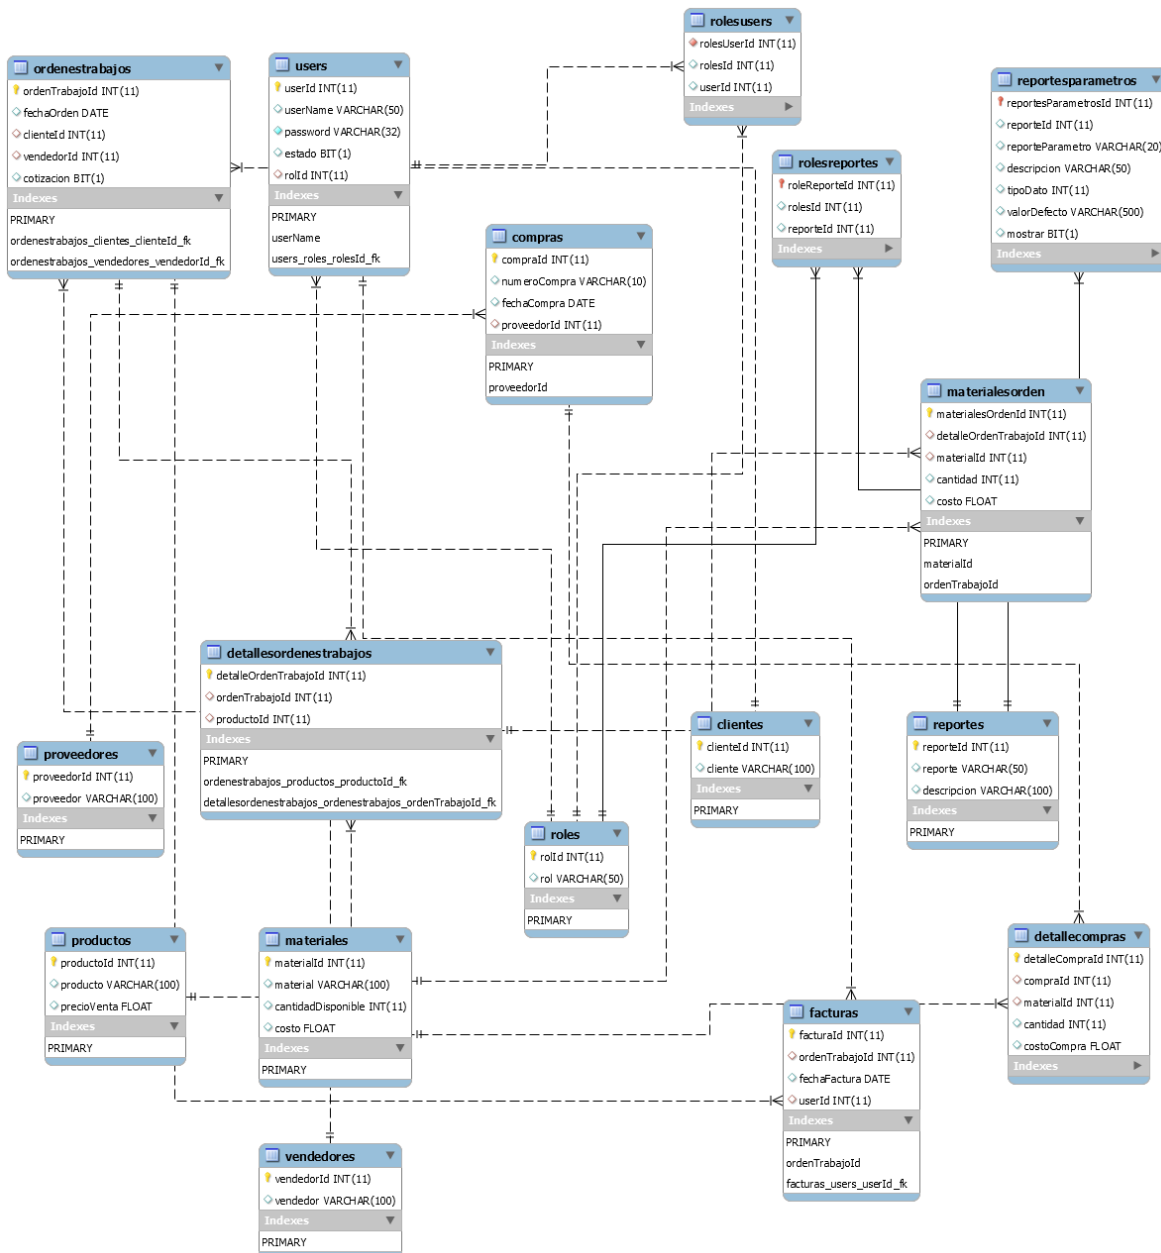 rolesusers
rolesUserId INT(11)
rolesId INT(11)
userId INT(11)
Indexes
ordenestrabajos
ordenTrabajoId INT(11)
fechaOrden DATE
clienteId INT(11)
vendedorId INT(11)
cotizacion BIT(1)
Indexes
PRIMARY
ordenestrabajos_clientes_clienteId_fk
ordenestrabajos_vendedores_vendedorId_fk
users
userId INT(11)
userName VARCHAR(50)
password VARCHAR(32)
estado BIT(1)
rolId INT(11)
Indexes
PRIMARY
userName
users_roles_rolesId_fk
reportesparametros
reportesParametrosId INT(11)
reporteId INT(11)
reporteParametro VARCHAR(20)
descripcion VARCHAR(50)
tipoDato INT(11)
valorDefecto VARCHAR(500)
mostrar BIT(1)
Indexes
rolesreportes
roleReporteId INT(11)
rolesId INT(11)
reporteId INT(11)
Indexes
compras
compraId INT(11)
numeroCompra VARCHAR(10)
fechaCompra DATE
proveedorId INT(11)
Indexes
PRIMARY
proveedorId
materialesorden
materialesOrdenId INT(11)
detalleOrdenTrabajoId INT(11)
materialId INT(11)
cantidad INT(11)
costo FLOAT
Indexes
PRIMARY
materialId
ordenTrabajoId
detallesordenestrabajos
detalleOrdenTrabajoId INT(11)
ordenTrabajoId INT(11)
productoId INT(11)
Indexes
PRIMARY
ordenestrabajos_productos_productoId_fk
detallesordenestrabajos_ordenestrabajos_ordenTrabajoId_fk
proveedores
proveedorId INT(11)
proveedor VARCHAR(100)
Indexes
PRIMARY
clientes
clienteId INT(11)
cliente VARCHAR(100)
Indexes
PRIMARY
reportes
reporteId INT(11)
reporte VARCHAR(50)
descripcion VARCHAR(100)
Indexes
PRIMARY
roles
rolId INT(11)
rol VARCHAR(50)
Indexes
PRIMARY
productos
productoId INT(11)
producto VARCHAR(100)
precioVenta FLOAT
Indexes
PRIMARY
materiales
materialId INT(11)
material VARCHAR(100)
cantidadDisponible INT(11)
costo FLOAT
Indexes
PRIMARY
detallecompras
detalleCompraId INT(11)
compraId INT(11)
materialId INT(11)
cantidad INT(11)
costoCompra FLOAT
Indexes
facturas
facturaId INT(11)
ordenTrabajoId INT(11)
fechaFactura DATE
userId INT(11)
Indexes
PRIMARY
ordenTrabajoId
facturas_users_userId_fk
vendedores
vendedorId INT(11)
vendedor VARCHAR(100)
Indexes
PRIMARY